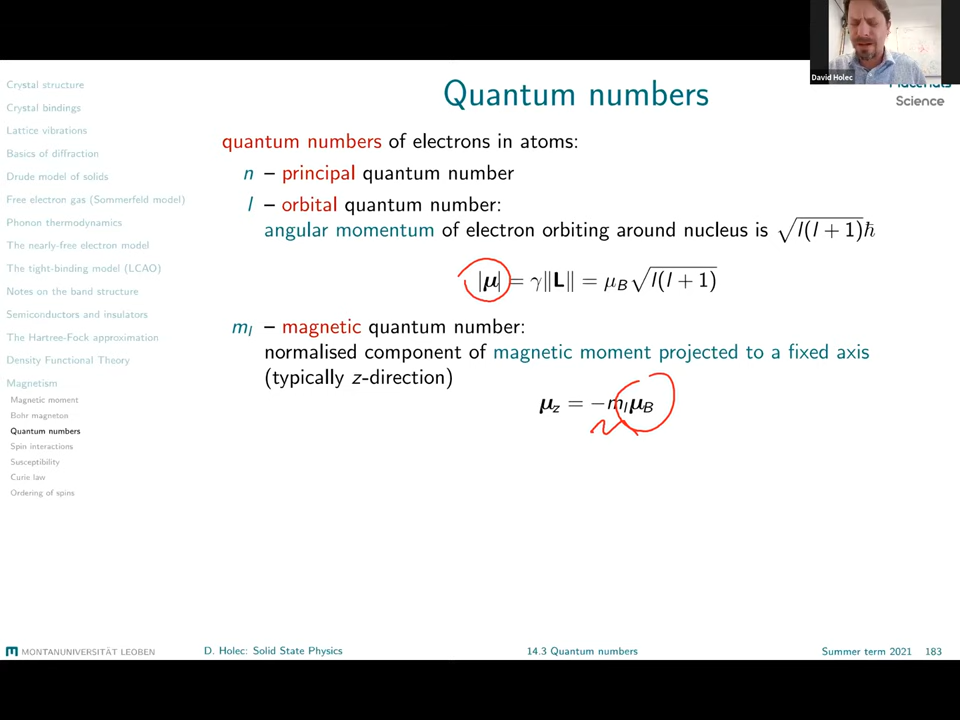 David Holec
Materials
Science
Crystal structure
Crystal bindings
Lattice vibrations
Basics of diffraction
Drude model of solids
Free electron gas (Sommerfeld model)
Phonon thermodynamics
The nearly-free electron model
The tight-binding model (LCAO)
Notes on the band structure
Semiconductors and insulators
The Hartree-Fock approximation
Density Functional Theory
Magnetism
Magnetic moment
Bohr magneton
Quantum numbers
Spin interactions
Susceptibility
Curie law
Ordering of spins
Quantum numbers
quantum numbers of electrons in atoms:
n – principal quantum number
l – orbital quantum number:
angular momentum of electron orbiting around nucleus is √l(l + 1)ħ
|μ| = γ‖L‖ = μB√l(l + 1)
ml – magnetic quantum number:
normalised component of magnetic moment projected to a fixed axis
(typically z-direction)
μz = −mlμB
MONTANUNIVERSITÄT LEOBEN
D. Holec: Solid State Physics
14.3 Quantum numbers
Summer term 2021 183